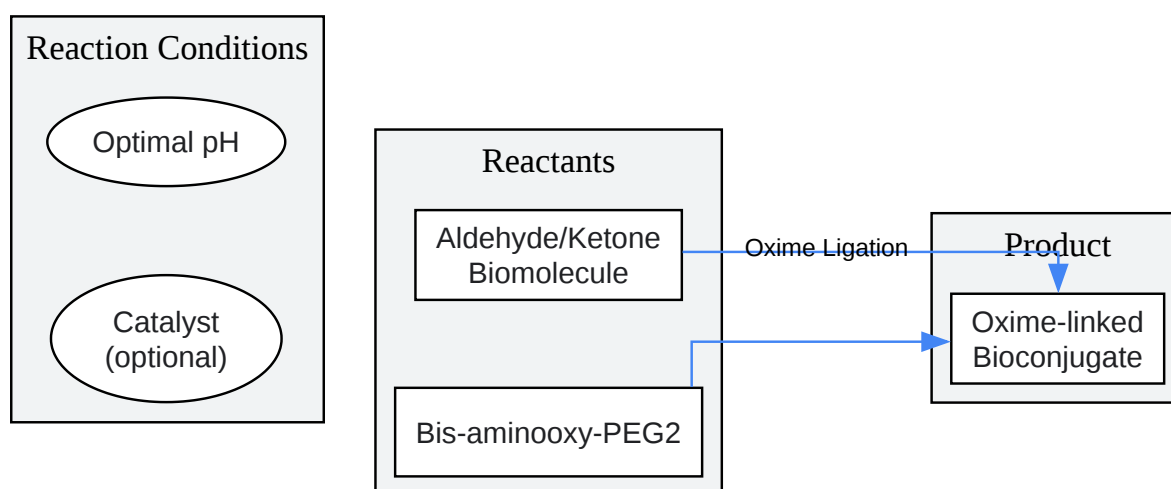 Reaction Conditions
Optimal pH
Catalyst
(optional)
Reactants
Aldehyde/Ketone
Biomolecule
Bis-aminooxy-PEG2
Oxime Ligation
Product
Oxime-linked
Bioconjugate